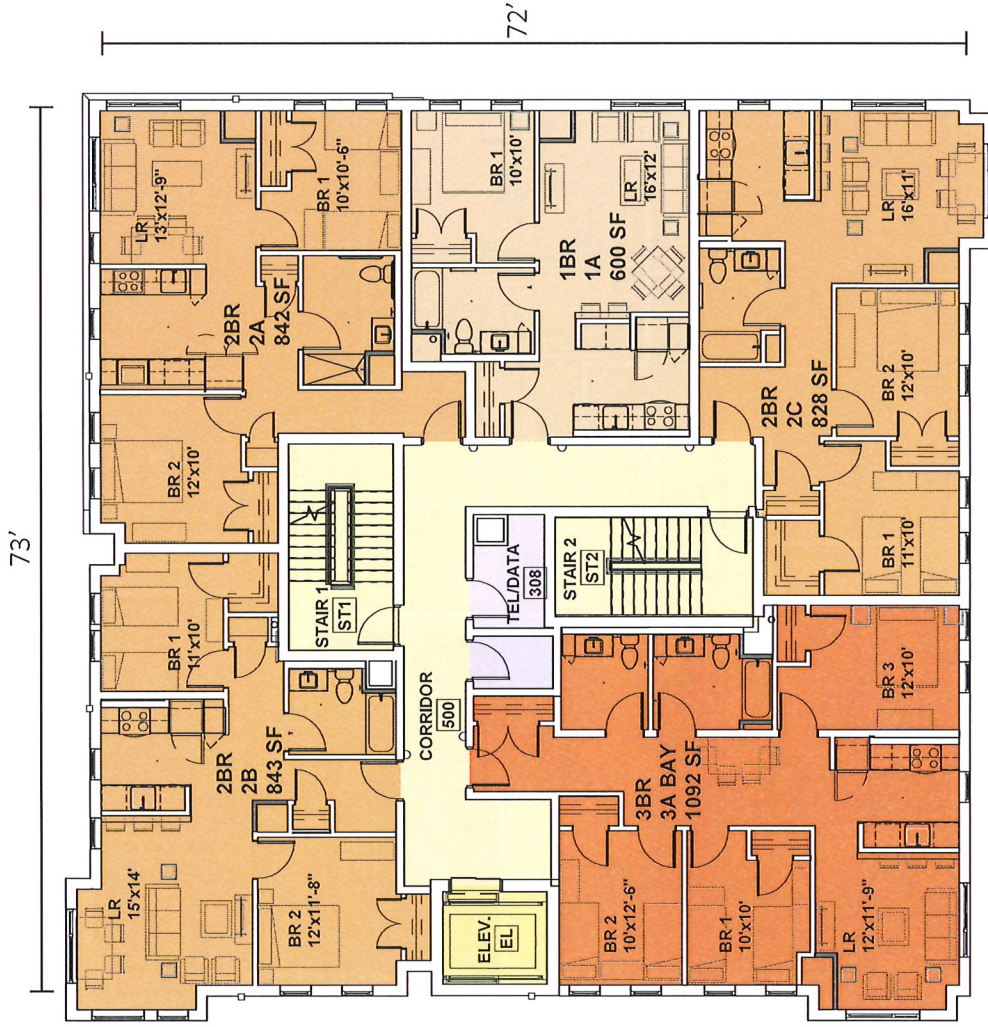 72'
73'
LR
13'x12'-9"
BR 1
10'x10'-6"
2BR
2A
842 SF
BR 2
12'x10'
BR 1
10'x10'
LR
16'x12'
1BR
1A
600 SF
LR
16'x11'
BR 2
12'x10'
2BR
2C
828 SF
BR 1
11'x10'
BR 1
11'x10'
STAIR 1
ST1
TEL/DATA
308
STAIR 2
ST2
CORRIDOR
500
2BR
2B
843 SF
LR
15'x14'
BR 2
12'x11'-8"
ELEV.
EL
3BR
3A BAY
1092 SF
BR 3
12'x10'
BR 2
10'x12'-6"
BR 1
10'x10'
LR
12'x11'-9"